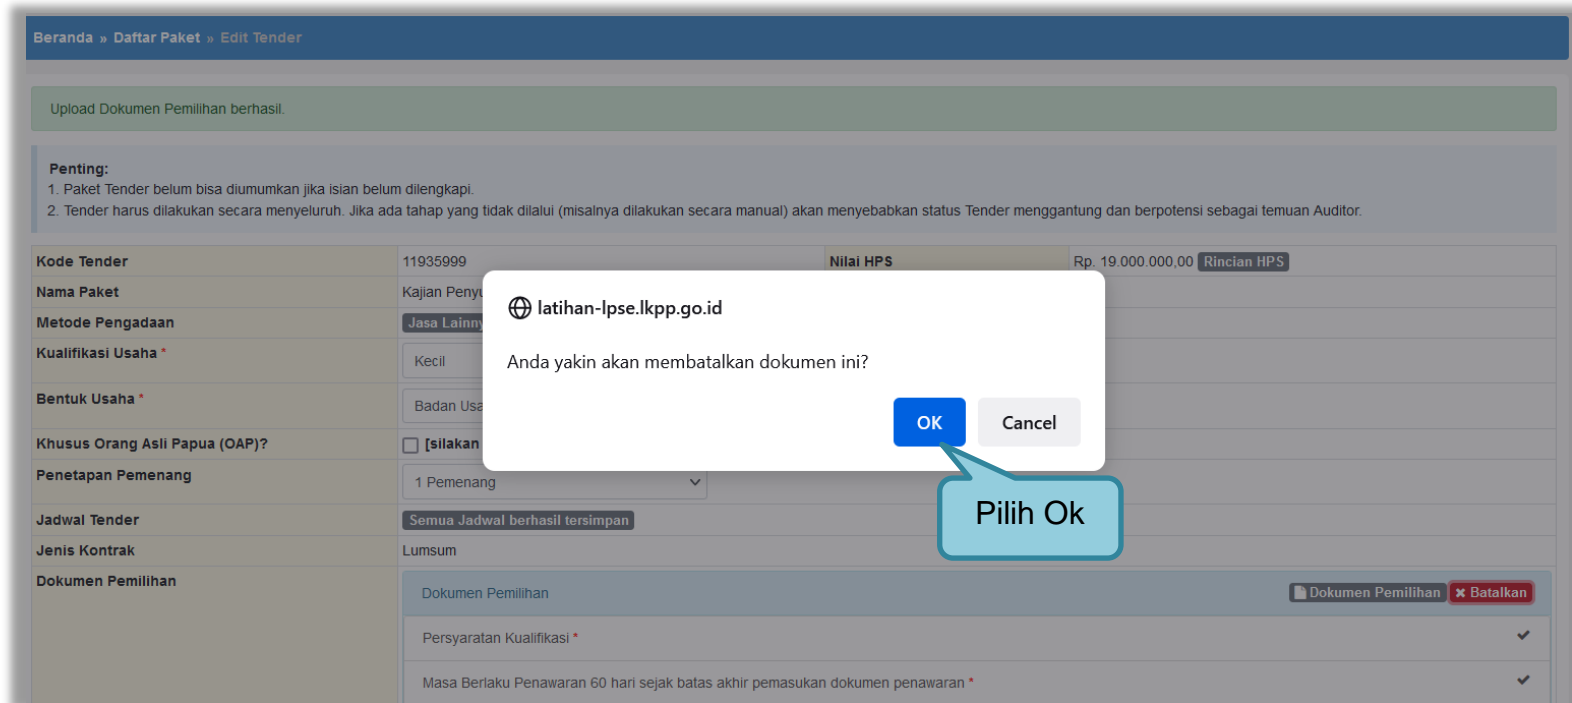 Beranda » Daftar Paket » Edit Tender
Upload Dokumen Pemilihan berhasil.
Penting:
1. Paket Tender belum bisa diumumkan jika isian belum dilengkapi.
2. Tender harus dilakukan secara menyeluruh. Jika ada tahap yang tidak dilalui (misalnya dilakukan secara manual) akan menyebabkan status Tender menggantung dan berpotensi sebagai temuan Auditor.
Kode Tender 11935999 Nilai HPS Rp. 19.000.000,00 Rincian HPS
Nama Paket Kajian
Metode Pengadaan Jasa
Kualifikasi Usaha * Kecil
Bentuk Usaha * Badan
Khusus Orang Asli Papua (OAP)? [silakan
Penetapan Pemenang 1 Pemenang
Jadwal Tender Semua Jadwal berhasil tersimpan
Jenis Kontrak Lumsum
Dokumen Pemilihan
Dokumen Pemilihan Dokumen Pemilihan Batalkan
Persyaratan Kualifikasi *
Masa Berlaku Penawaran 60 hari sejak batas akhir pemasukan dokumen penawaran *
latihan-lpse.lkpp.go.id
Anda yakin akan membatalkan dokumen ini?
OK Cancel
Pilih Ok